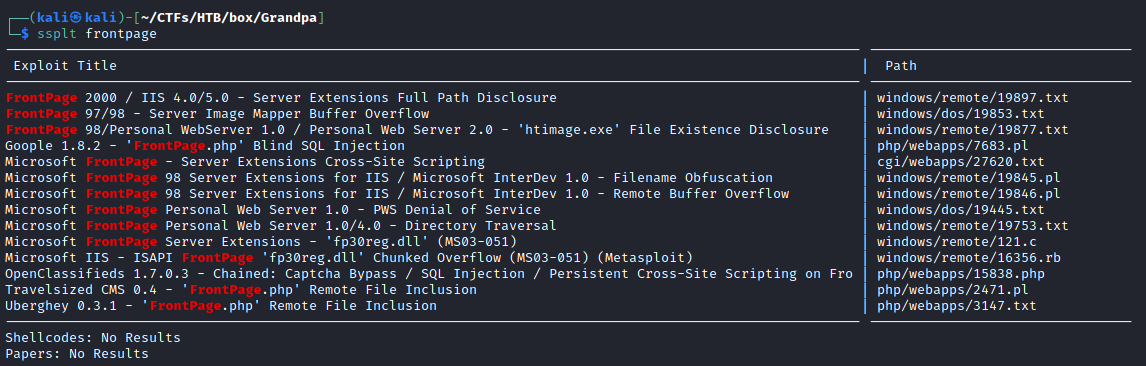 ┌──(kali㉿kali)-[~/CTFs/HTB/box/Grandpa]
└─$ ssplt frontpage
Exploit Title | Path
FrontPage 2000 / IIS 4.0/5.0 - Server Extensions Full Path Disclosure | windows/remote/19897.txt
FrontPage 97/98 - Server Image Mapper Buffer Overflow | windows/dos/19853.txt
FrontPage 98/Personal WebServer 1.0 / Personal Web Server 2.0 - 'htimage.exe' File Existence Disclosure | windows/remote/19877.txt
Goople 1.8.2 - 'FrontPage.php' Blind SQL Injection | php/webapps/7683.pl
Microsoft FrontPage - Server Extensions Cross-Site Scripting | cgi/webapps/27620.txt
Microsoft FrontPage 98 Server Extensions for IIS / Microsoft InterDev 1.0 - Filename Obfuscation | windows/remote/19845.pl
Microsoft FrontPage 98 Server Extensions for IIS / Microsoft InterDev 1.0 - Remote Buffer Overflow | windows/remote/19846.pl
Microsoft FrontPage Personal Web Server 1.0 - PWS Denial of Service | windows/dos/19445.txt
Microsoft FrontPage Personal Web Server 1.0/4.0 - Directory Traversal | windows/remote/19753.txt
Microsoft FrontPage Server Extensions - 'fp30reg.dll' (MS03-051) | windows/remote/121.c
Microsoft IIS - ISAPI FrontPage 'fp30reg.dll' Chunked Overflow (MS03-051) (Metasploit) | windows/remote/16356.rb
OpenClassifieds 1.7.0.3 - Chained: Captcha Bypass / SQL Injection / Persistent Cross-Site Scripting on Fro | php/webapps/15838.php
Travelsized CMS 0.4 - 'FrontPage.php' Remote File Inclusion | php/webapps/2471.pl
Uberghey 0.3.1 - 'FrontPage.php' Remote File Inclusion | php/webapps/3147.txt
Shellcodes: No Results
Papers: No Results